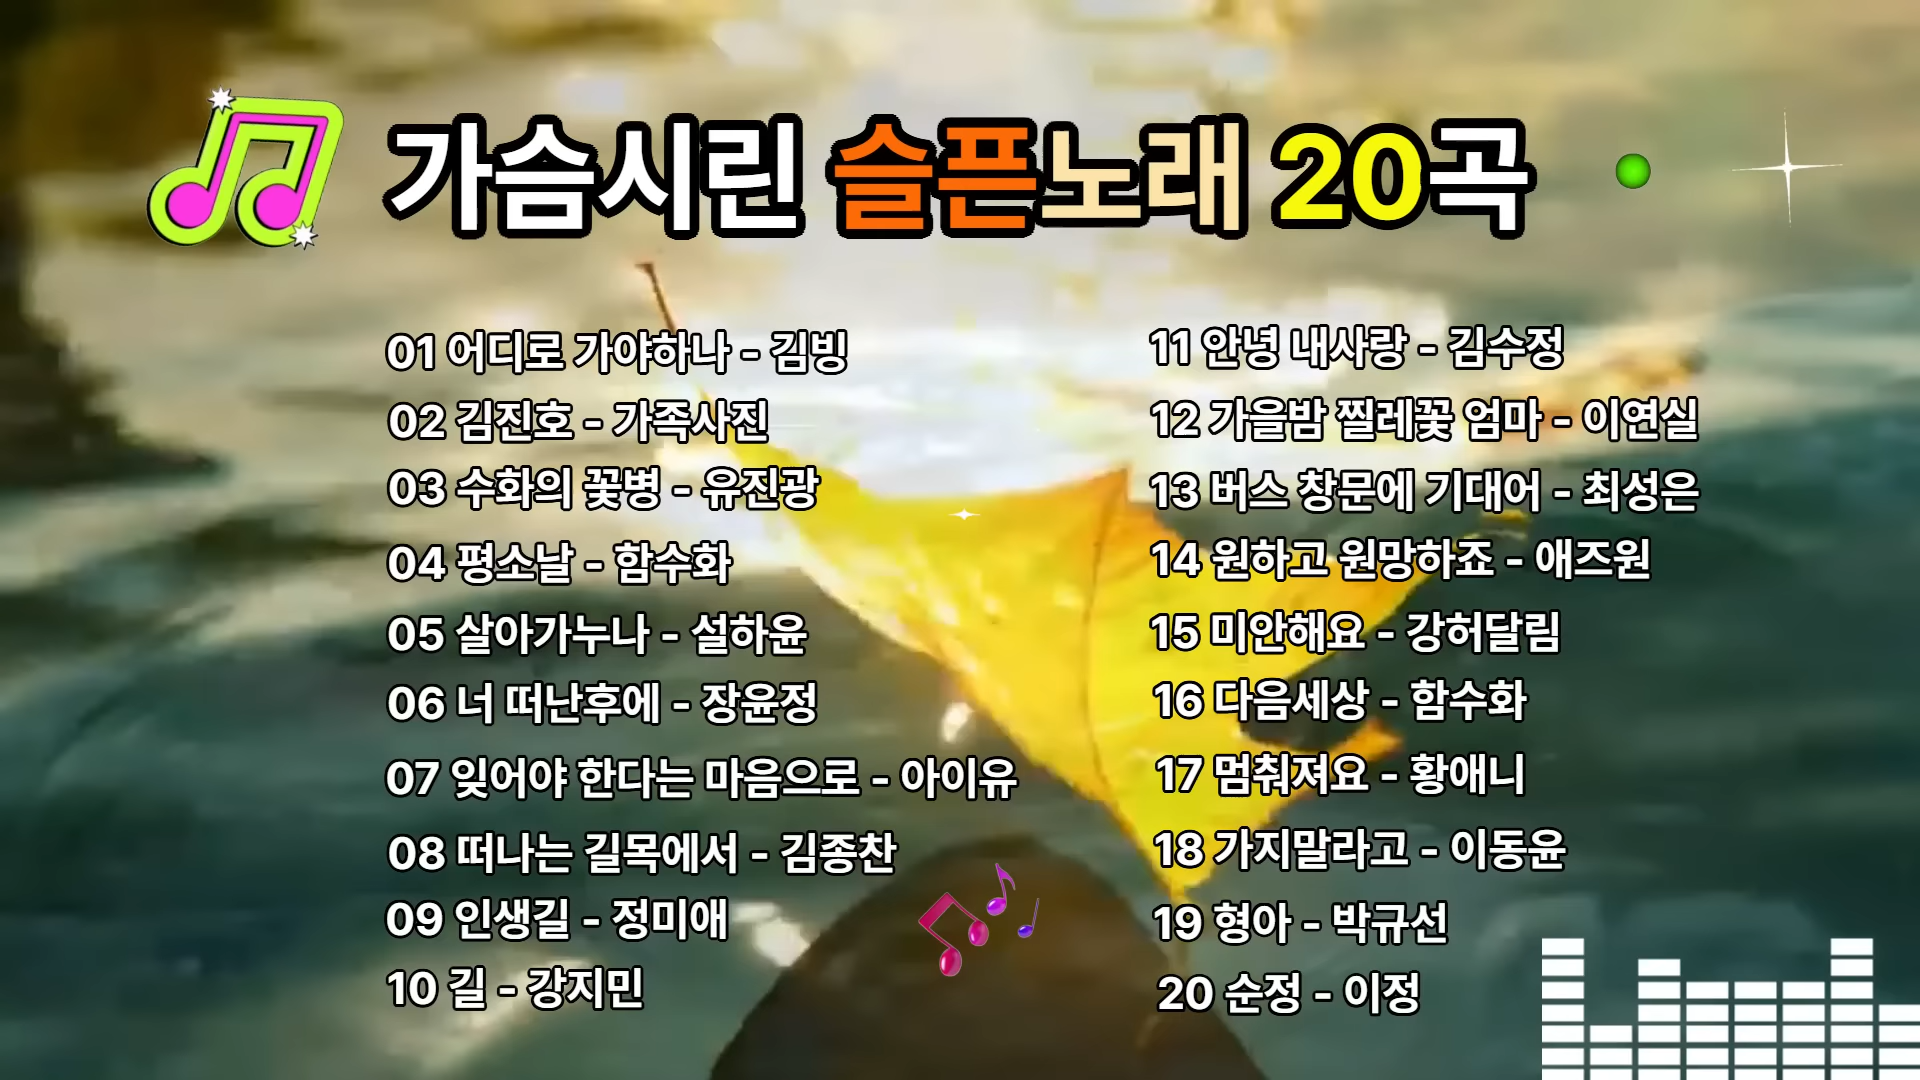 가슴시린 슬픈노래 20곡
01 어디로 가야하나 - 김빙
02 김진호 - 가족사진
03 수화의 꽃병 - 유진광
04 평소날 - 함수화
05 살아가누나 - 설하윤
06 너 떠난후에 - 장윤정
07 잊어야 한다는 마음으로 - 아이유
08 떠나는 길목에서 - 김종찬
09 인생길 - 정미애
10 길 - 강지민
11 안녕 내사랑 - 김수정
12 가을밤 찔레꽃 엄마 - 이연실
13 버스 창문에 기대어 - 최성은
14 원하고 원망하죠 - 애즈원
15 미안해요 - 강허달림
16 다음세상 - 함수화
17 멈춰져요 - 황애니
18 가지말라고 - 이동윤
19 형아 - 박규선
20 순정 - 이정